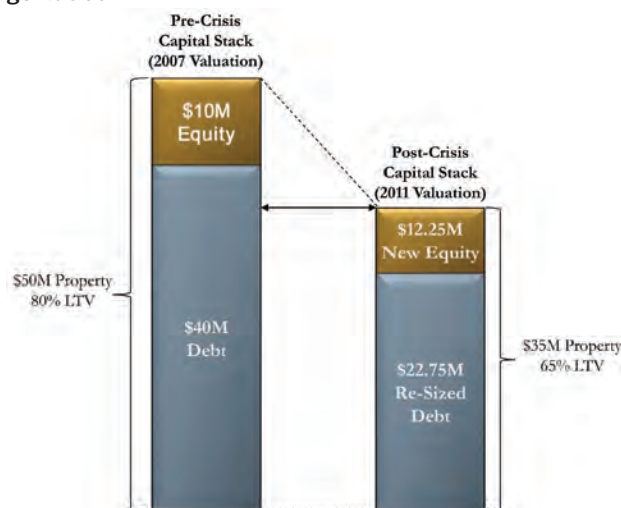 Pre-Crisis
Capital Stack
(2007 Valuation)
$10M
Equity
Post-Crisis
Capital Stack
(2011 Valuation)
$12.25M
New Equity
$50M Property
80% LTV
$40M
Debt
$35M Property
65% LTV
$22.75M
Re-Sized
Debt